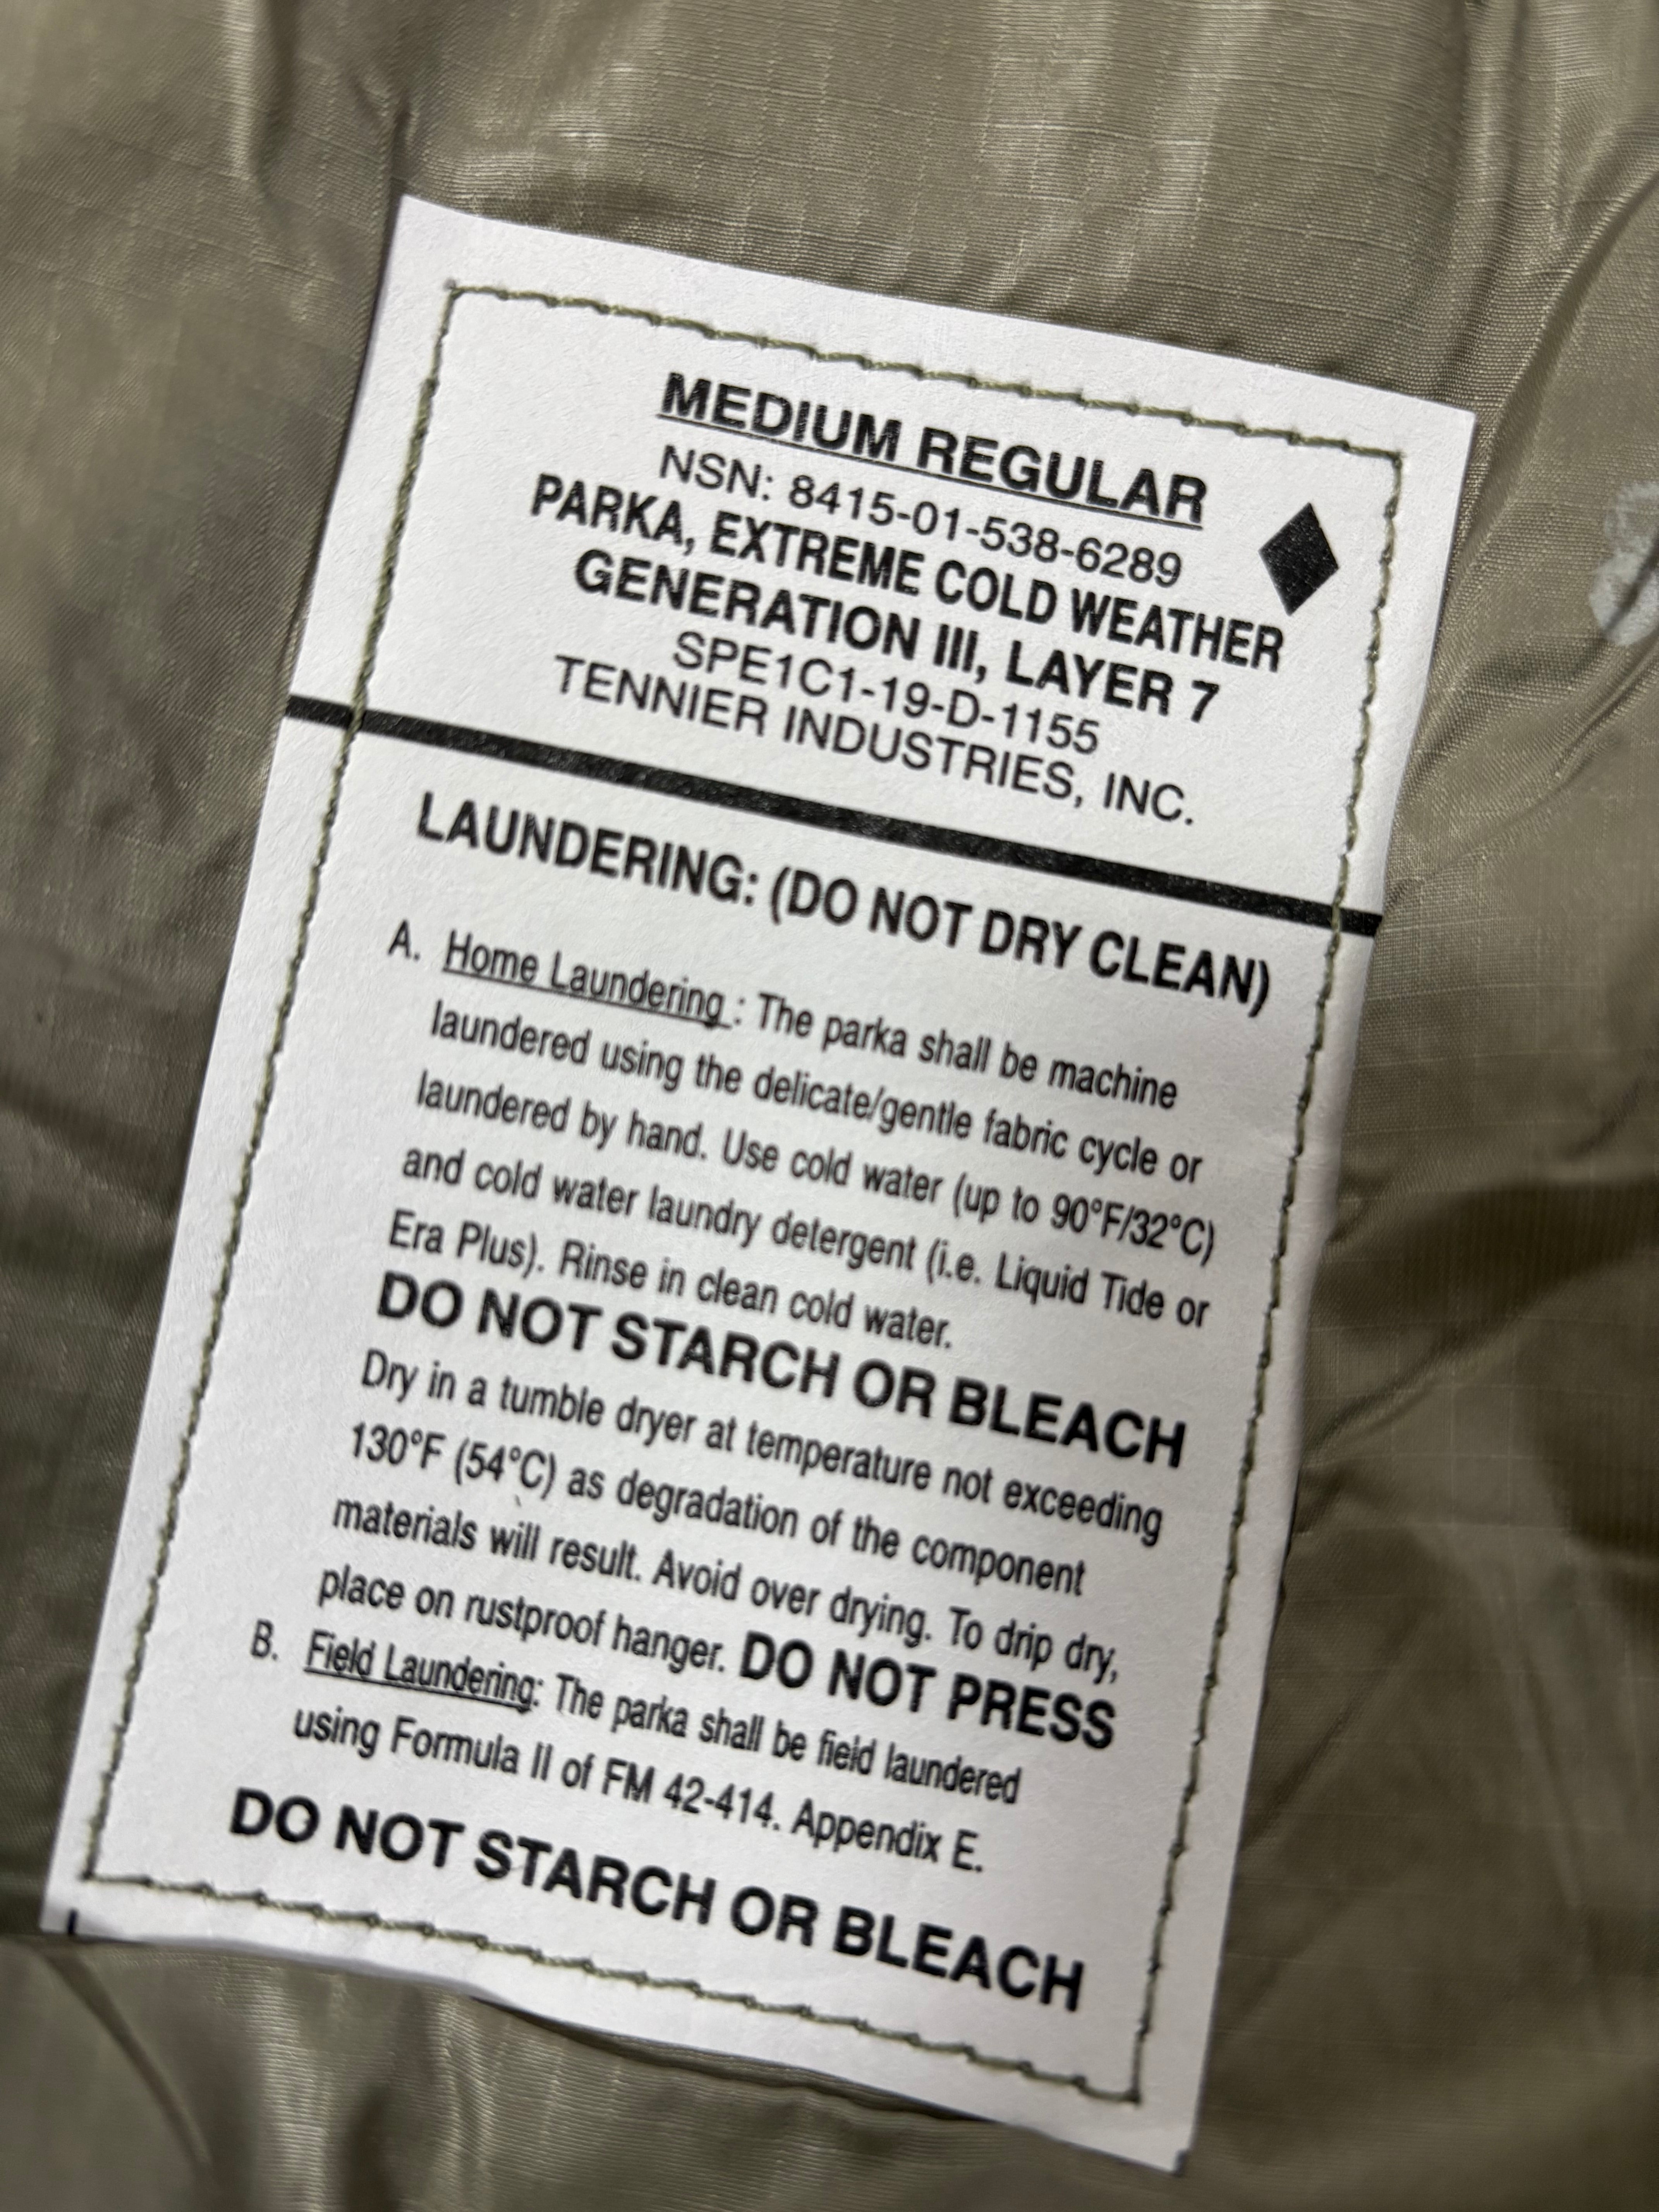 MEDIUM REGULAR
NSN: 8415-01-538-6289
PARKA, EXTREME COLD WEATHER
GENERATION III, LAYER 7
SPE1C1-19-D-1155
TENNIER INDUSTRIES, INC.
LAUNDERING: (DO NOT DRY CLEAN)
A. Home Laundering : The parka shall be machine
laundered using the delicate/gentle fabric cycle or
laundered by hand. Use cold water (up to 90°F/32°C)
and cold water laundry detergent (i.e. Liquid Tide or
Era Plus). Rinse in clean cold water.
DO NOT STARCH OR BLEACH
Dry in a tumble dryer at temperature not exceeding
130°F (54°C) as degradation of the component
materials will result. Avoid over drying. To drip dry,
place on rustproof hanger. DO NOT PRESS
B. Field Laundering: The parka shall be field laundered
using Formula II of FM 42-414. Appendix E.
DO NOT STARCH OR BLEACH